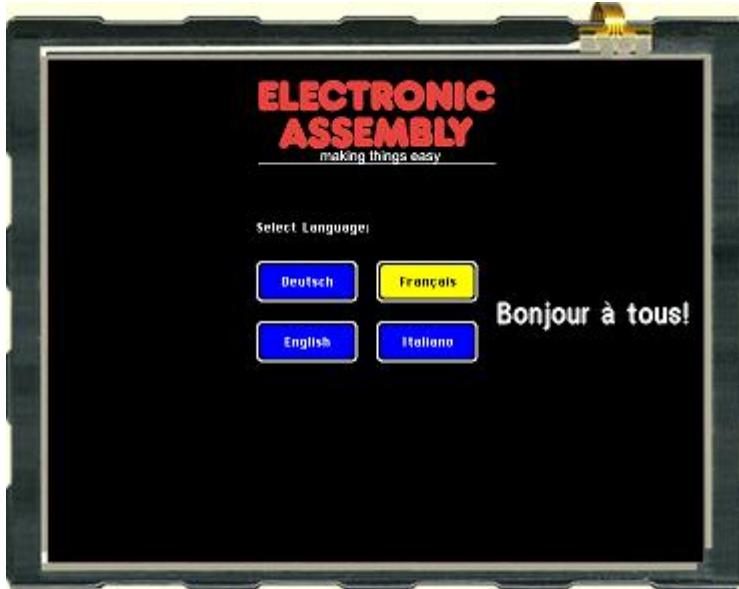 ELECTRONIC
ASSEMBLY
making things easy
Select Language:
Deutsch
Français
Bonjour à tous!
English
Italiano